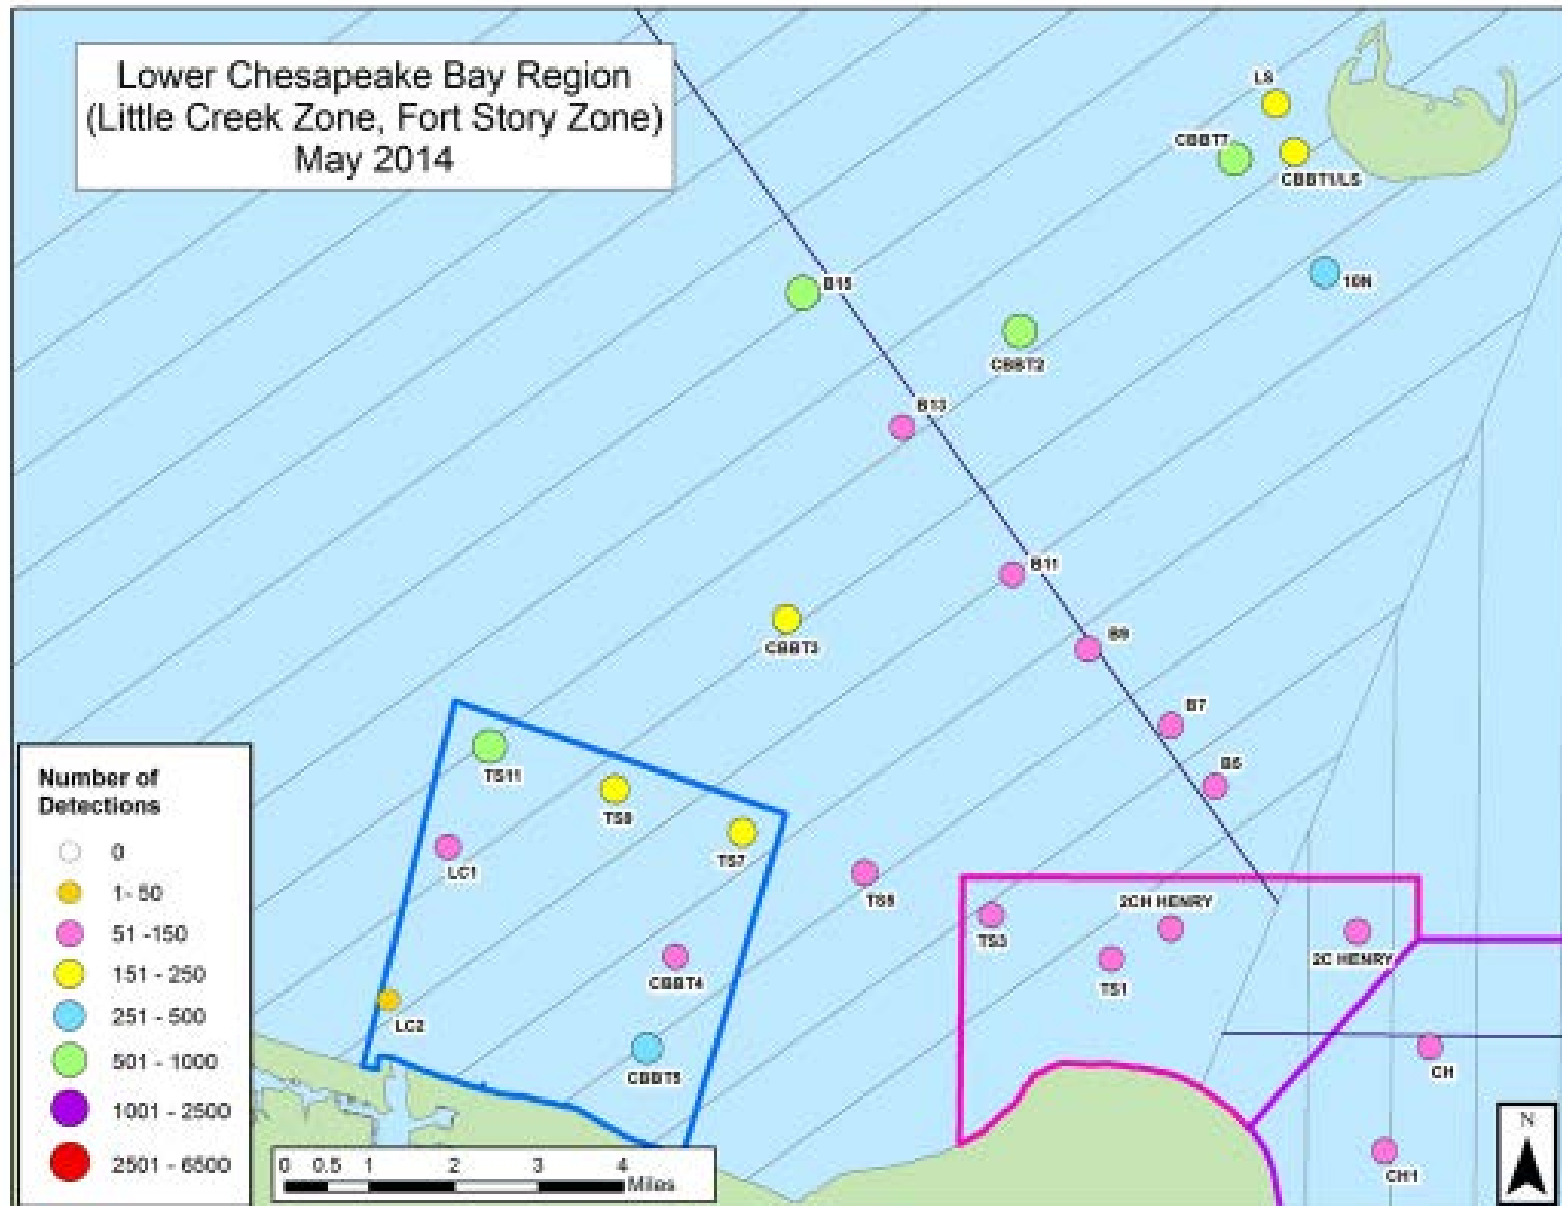 Lower Chesapeake Bay Region
(Little Creek Zone, Fort Story Zone)
May 2014
LS
CBBT7
CBBT1/LS
10N
B15
CBBT2
B13
B11
CBBT3
B9
B7
B5
TS11
TS9
TS7
LC1
TS5
2CH HENRY
TS3
TS1
2C HENRY
CBBT4
LC2
CBBT5
CH
CH1
Number of
Detections
0
1- 50
51 -150
151 - 250
251 - 500
501 - 1000
1001 - 2500
2501 - 6500
0 0.5 1 2 3 4
Miles
N